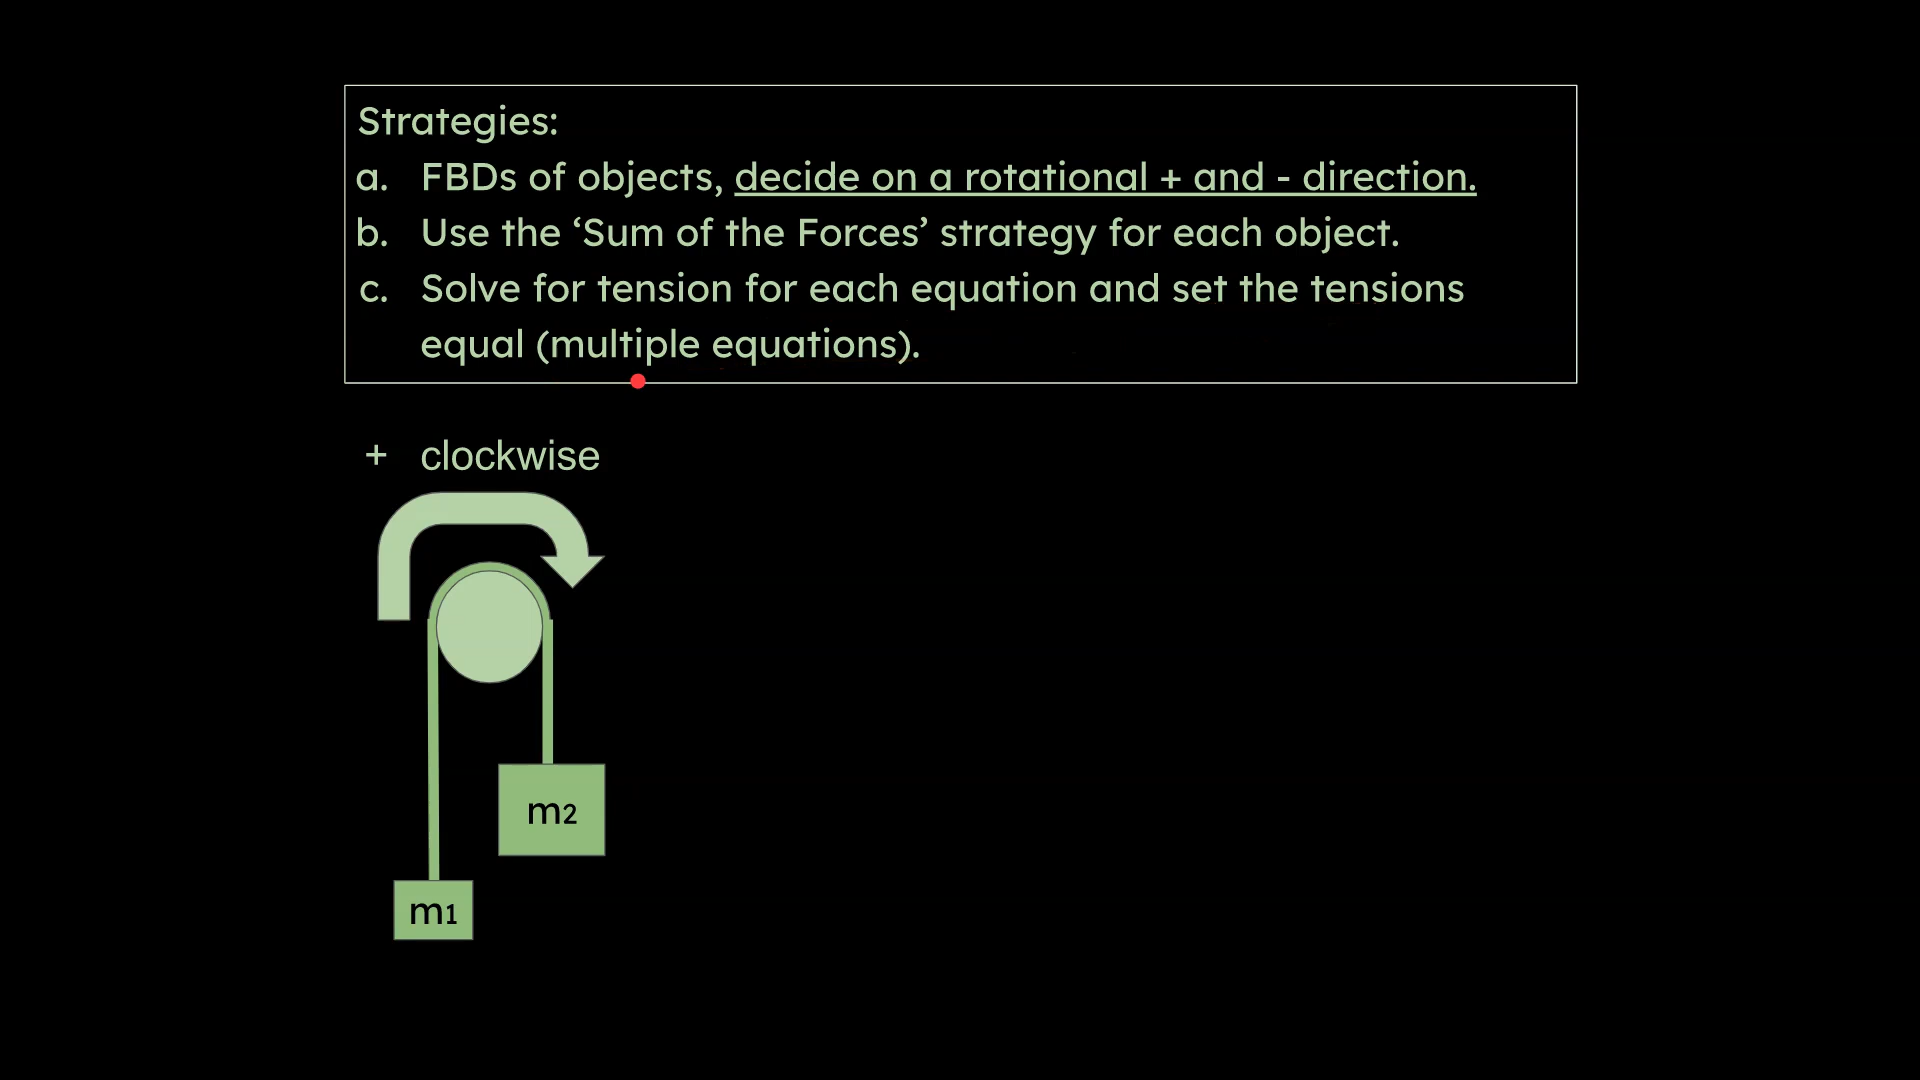 Strategies:
a. FBDs of objects, decide on a rotational + and - direction.
b. Use the ‘Sum of the Forces’ strategy for each object.
c. Solve for tension for each equation and set the tensions
equal (multiple equations).
+ clockwise
m2
m1